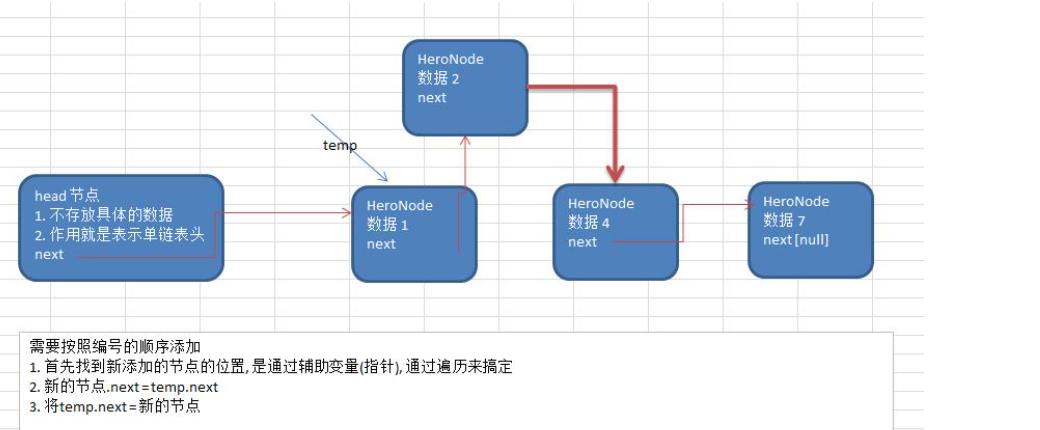 HeroNode
数据 2
next
temp
head 节点
1. 不存放具体的数据
2. 作用就是表示单链表头
next
HeroNode
数据 1
next
HeroNode
数据 4
next
HeroNode
数据 7
next[null]
需要按照编号的顺序添加
1. 首先找到新添加的节点的位置, 是通过辅助变量(指针), 通过遍历来搞定
2. 新的节点.next=temp.next
3. 将temp.next=新的节点